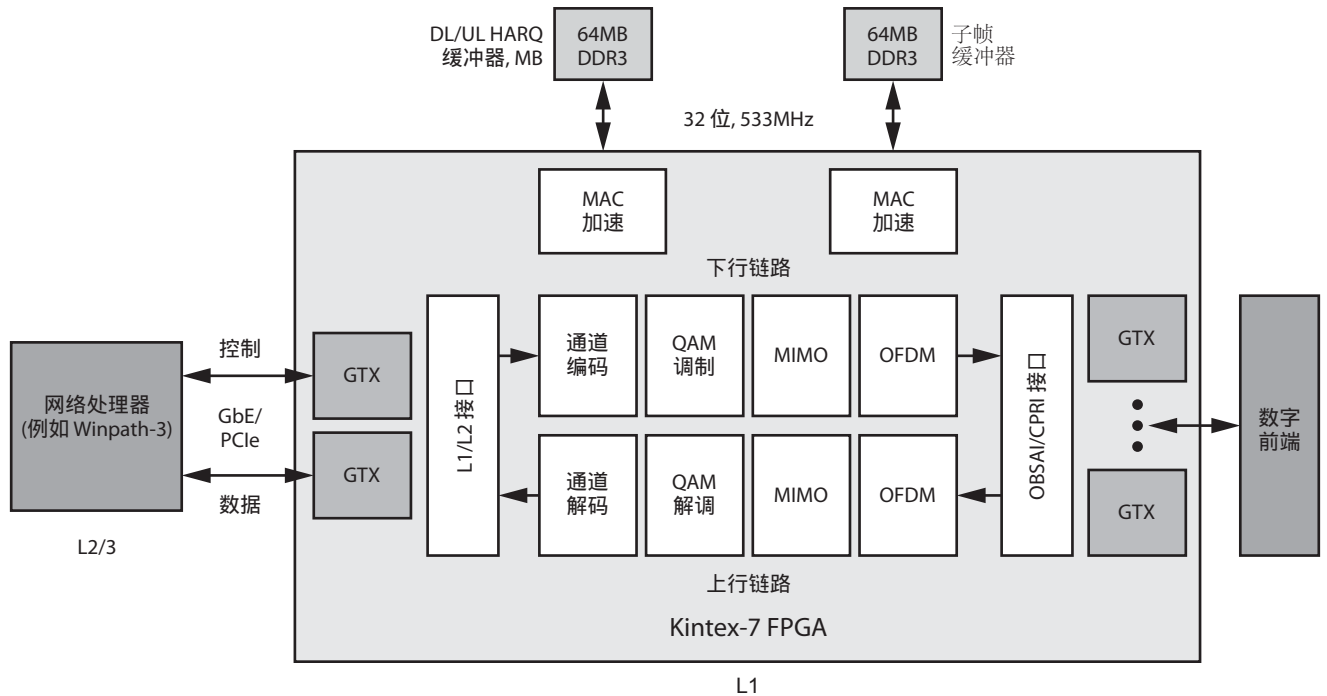 DL/UL HARQ
缓冲器, MB
64MB
DDR3
64MB
DDR3
子帧
缓冲器
32 位, 533MHz
MAC
加速
MAC
加速
下行链路
网络处理器
(例如 Winpath-3)
L2/3
控制
GbE/
PCIe
数据
GTX
GTX
L1/L2 接口
通道
编码
QAM
调制
MIMO
OFDM
通道
解码
QAM
解调
MIMO
OFDM
OBSAI/CPRI 接口
GTX
GTX
数字
前端
上行链路
Kintex-7 FPGA
L1